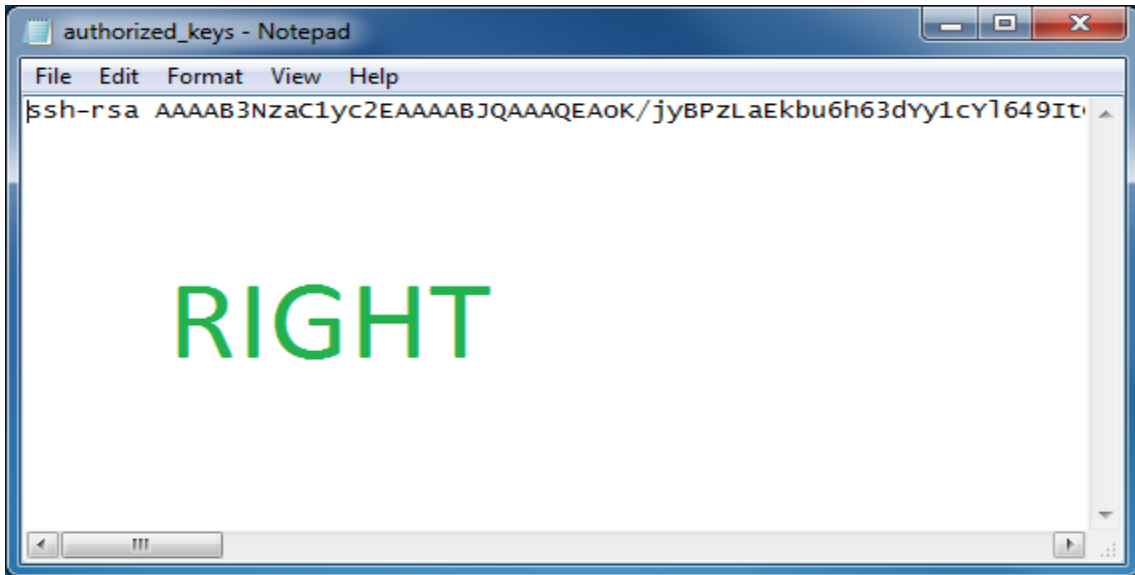 authorized_keys - Notepad
File Edit Format View Help
ssh-rsa AAAAB3NzaC1yc2EAAAABJQAAAQEAoK/jyBPzLaEkbu6h63dYy1cYl649It
RIGHT